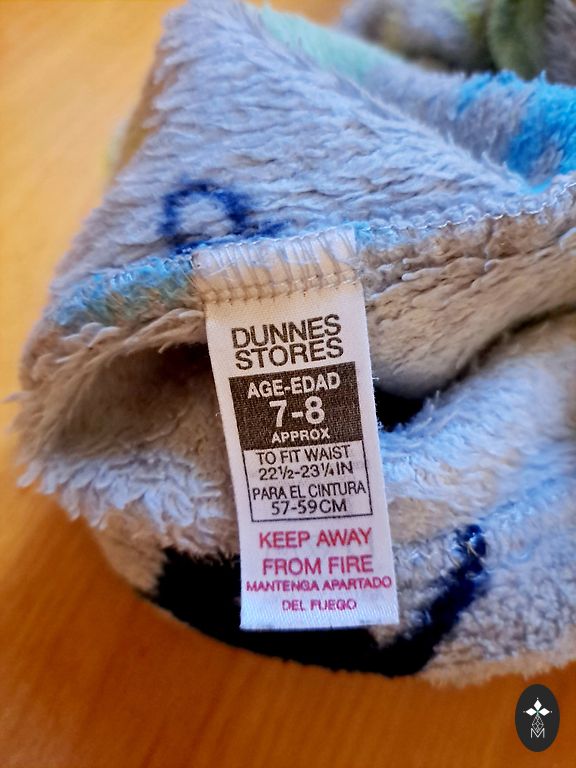 DUNNES
STORES
AGE-EDAD
7-8
APPROX
TO FIT WAIST
22½-23¼IN
PARA EL CINTURA
57-59CM
KEEP AWAY
FROM FIRE
MANTENGA APARTADO
DEL FUEGO
M